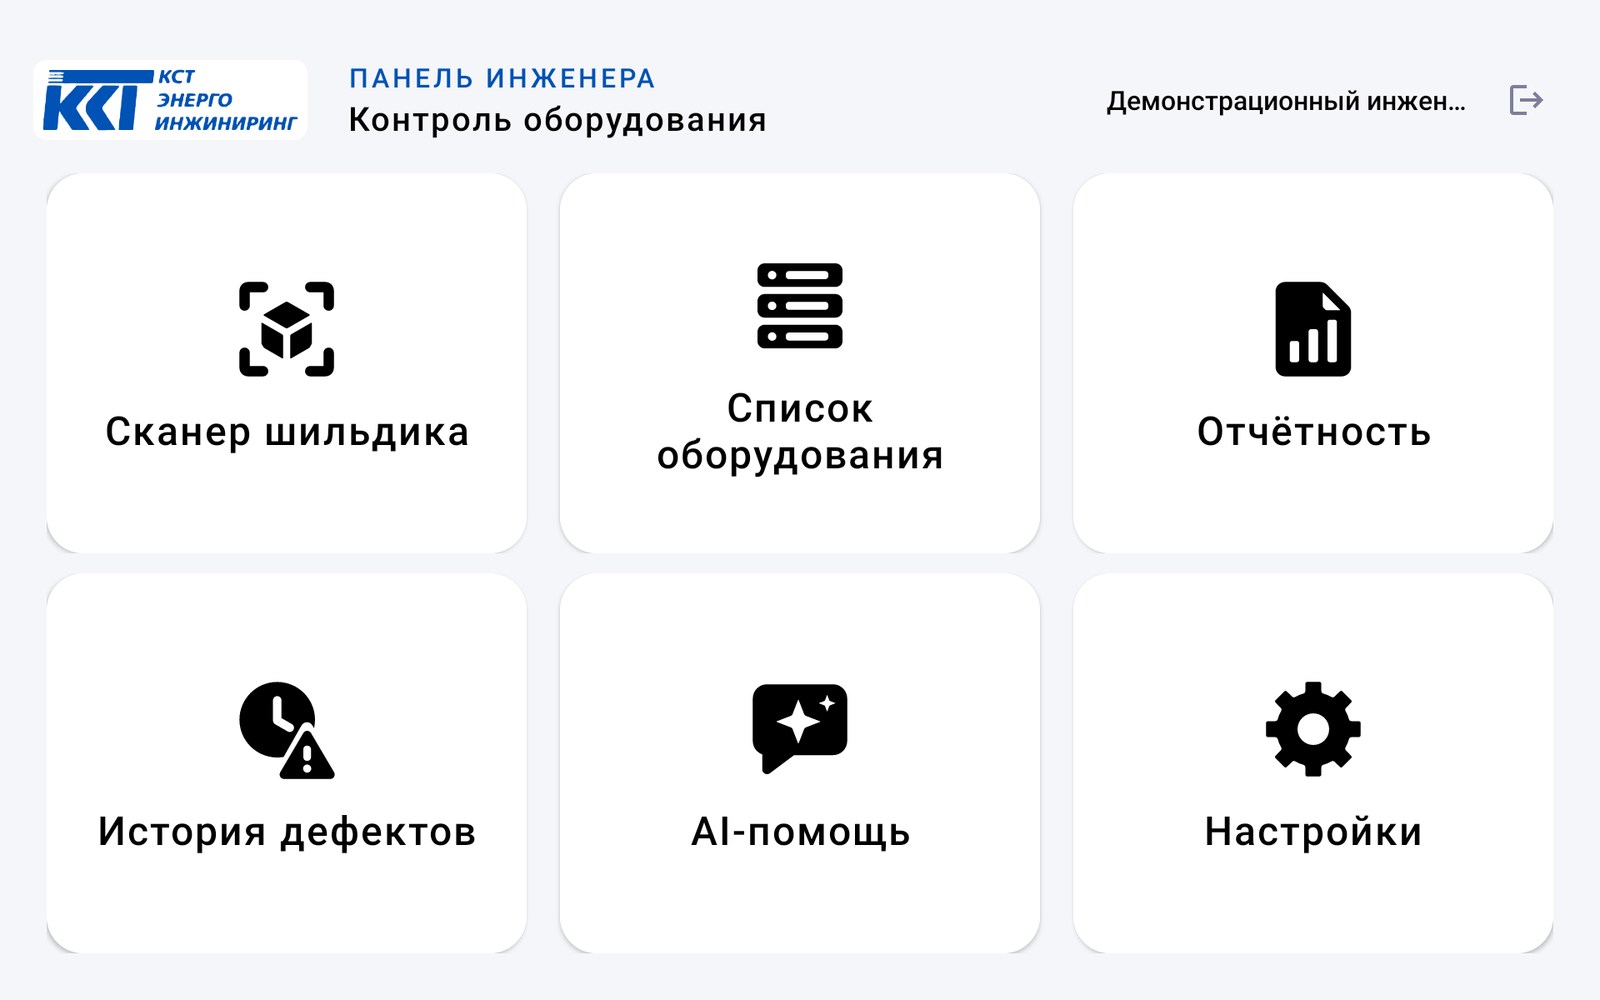 ККТ
КСТ
ЭНЕРГО
ИНЖИНИРИНГ
ПАНЕЛЬ ИНЖЕНЕРА
Контроль оборудования
Демонстрационный инжен...
Сканер шильдика
Список
оборудования
Отчётность
История дефектов
AI-помощь
Настройки